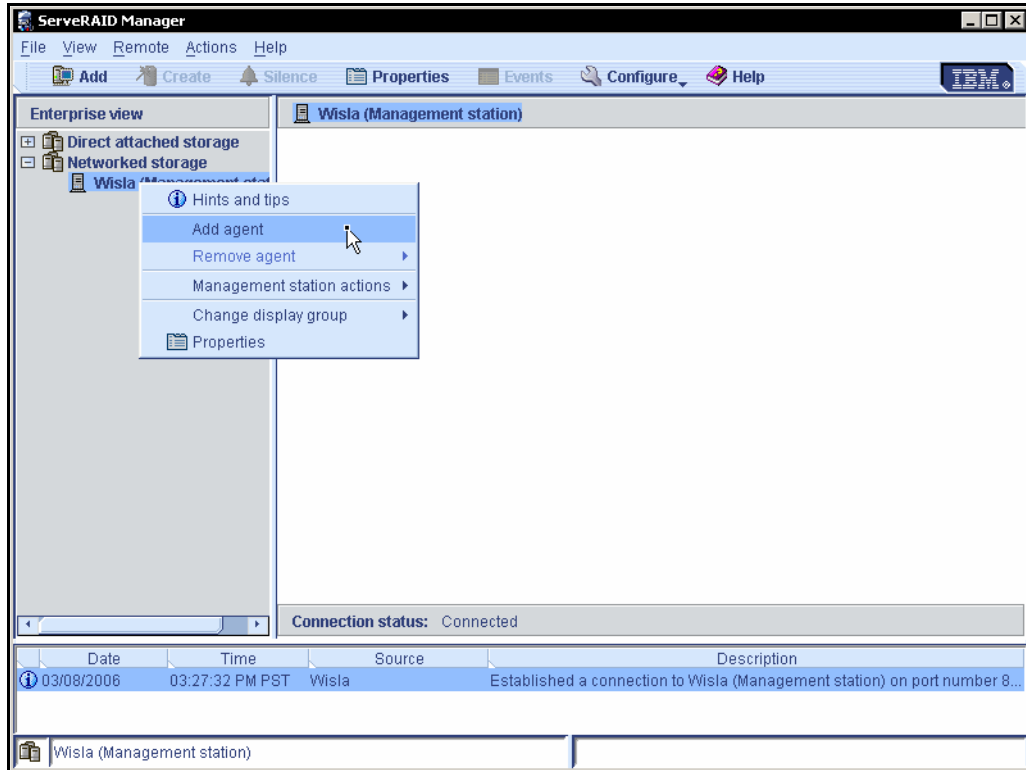 ServeRAID Manager
File View Remote Actions Help
Add Create Silence Properties Events Configure Help IBM
Enterprise view
Wisla (Management station)
Direct attached storage
Networked storage
Wisla (Management stat
Hints and tips
Add agent
Remove agent
Management station actions
Change display group
Properties
Connection status: Connected
Date Time Source Description
03/08/2006 03:27:32 PM PST Wisla Established a connection to Wisla (Management station) on port number 8...
Wisla (Management station)